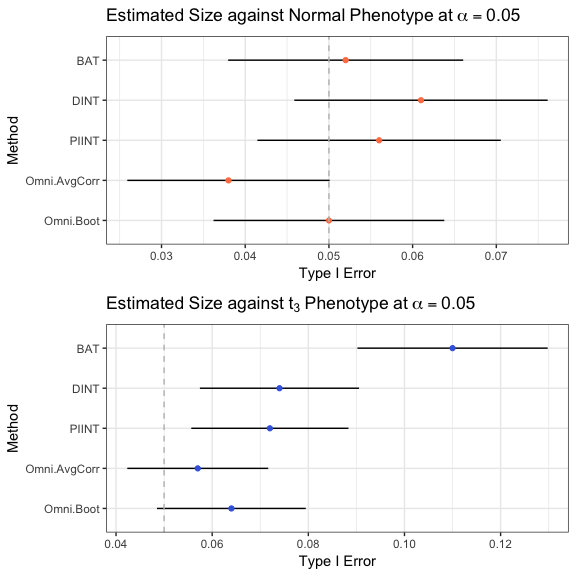 Estimated Size against Normal Phenotype at α = 0.05
Method
BAT
DINT
PIINT
Omni.AvgCorr
Omni.Boot
0.03 0.04 0.05 0.06 0.07
Type I Error
Estimated Size against t₃ Phenotype at α = 0.05
Method
BAT
DINT
PIINT
Omni.AvgCorr
Omni.Boot
0.04 0.06 0.08 0.10 0.12
Type I Error